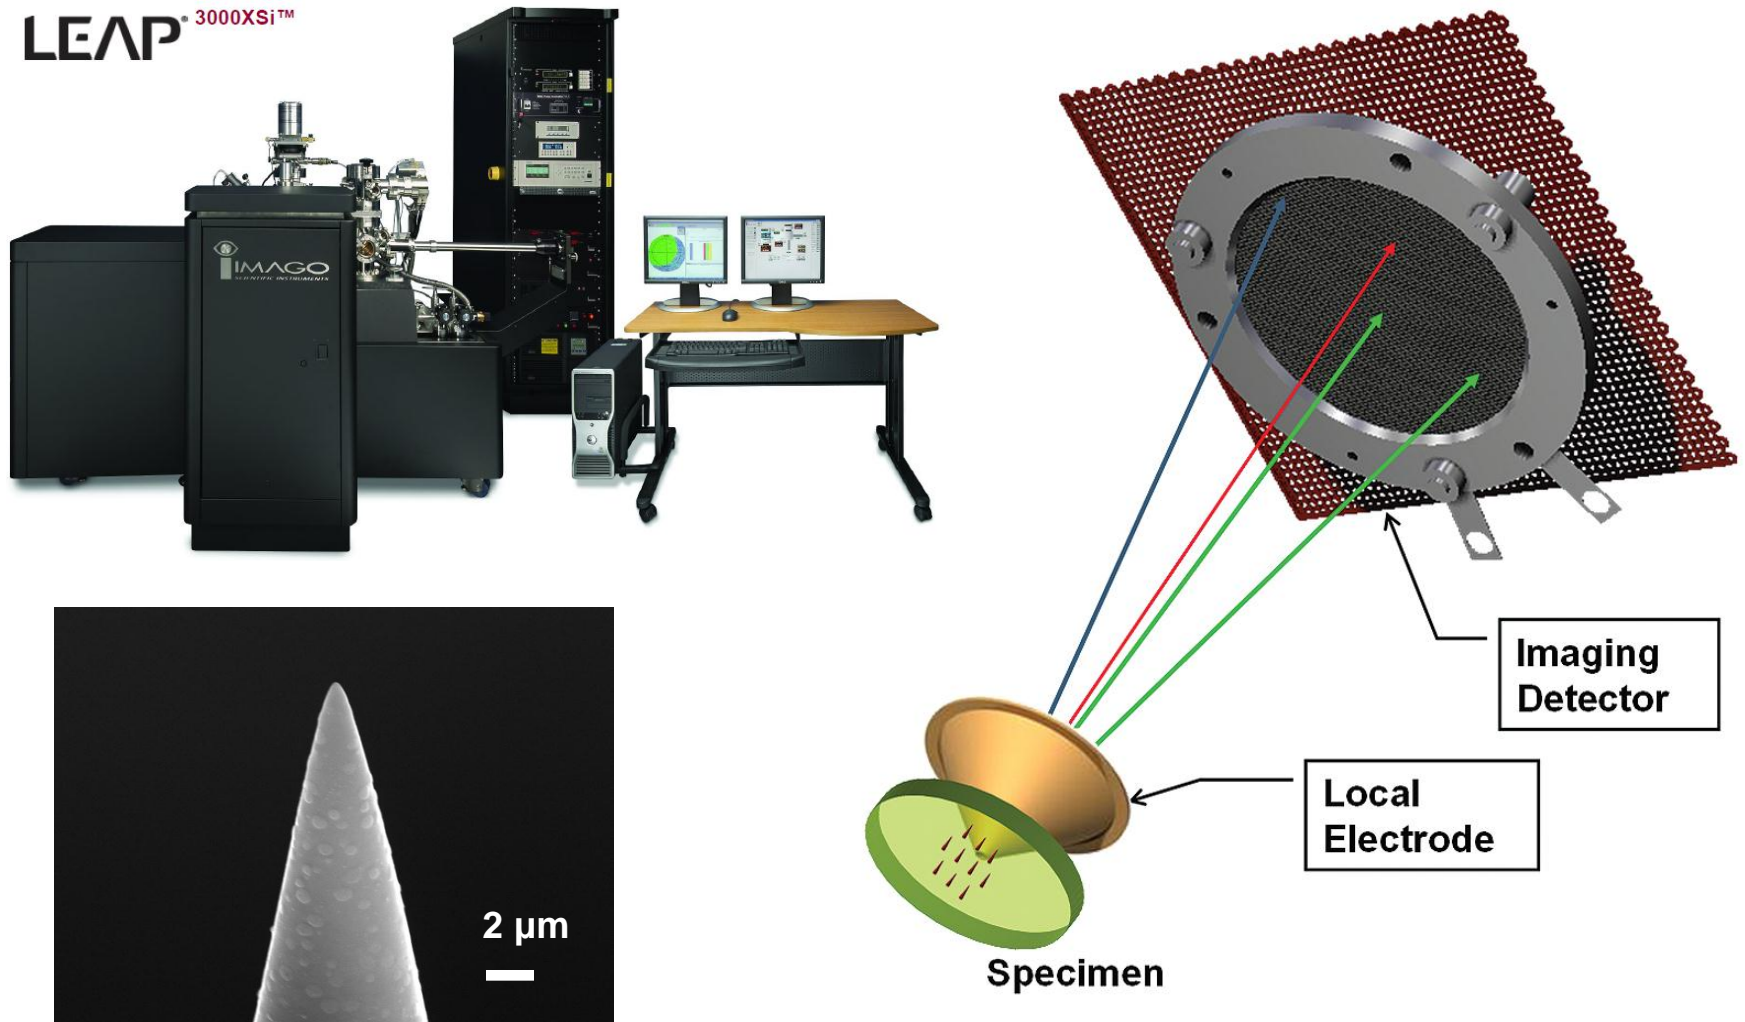 LEAP® 3000XSi™
IMAGO
SCIENTIFIC INSTRUMENTS
2 µm
Imaging
Detector
Local
Electrode
Specimen